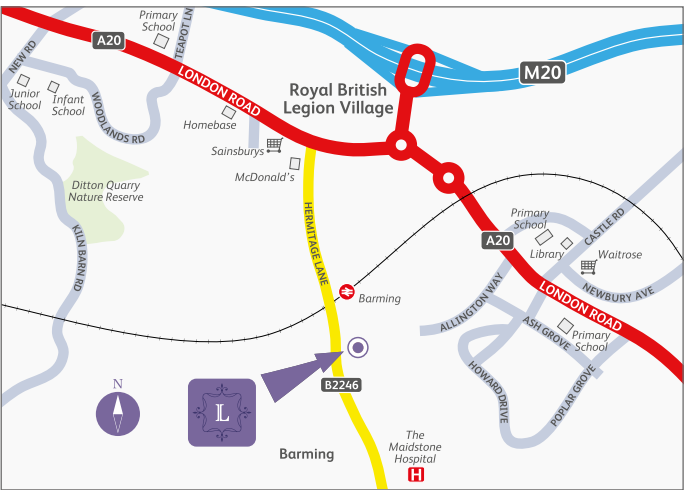 Primary
School
TEAPOT LN
A20
NEW RD
M20
LONDON ROAD
Royal British
Legion Village
Junior
School
Infant
School
WOODLANDS RD
Homebase
Sainsburys
McDonald's
Ditton Quarry
Nature Reserve
HERMITAGE LANE
KILN BARN RD
Primary
School
CASTLE RD
A20
Library
Waitrose
Barming
ALLINGTON WAY
NEWBURY AVE
LONDON ROAD
ASH GROVE
Primary
School
HOWARD DRIVE
POPLAR GROVE
B2246
N
L
Barming
The
Maidstone
Hospital
H